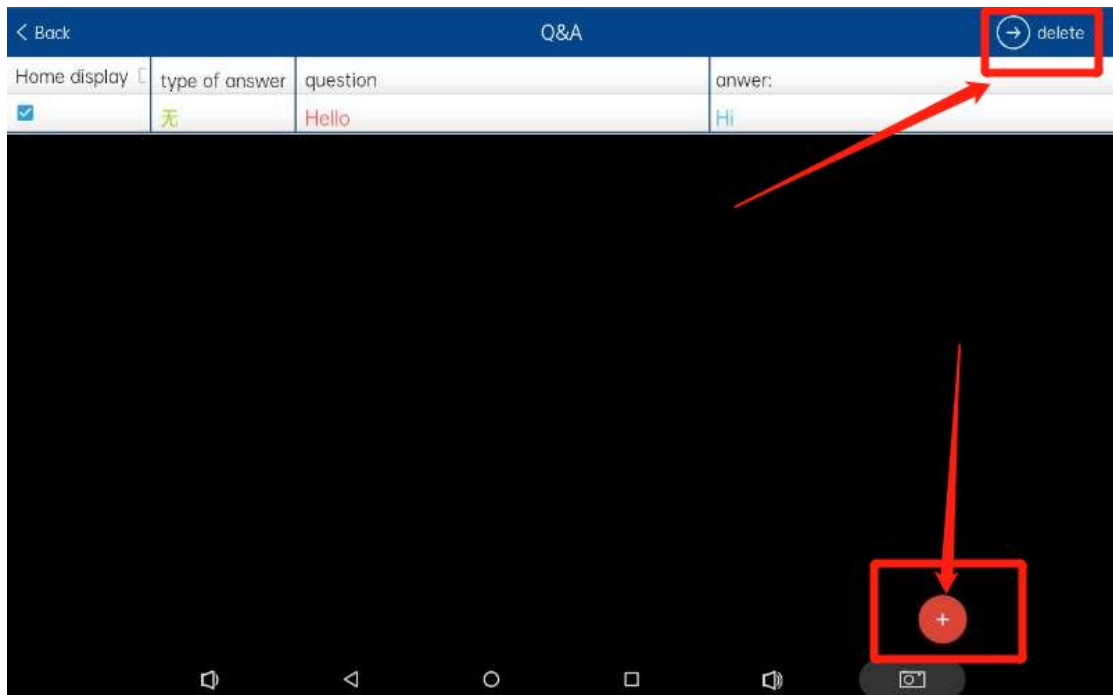 < Back Q&A delete
Home display type of answer question anwer:
无 Hello Hi
+